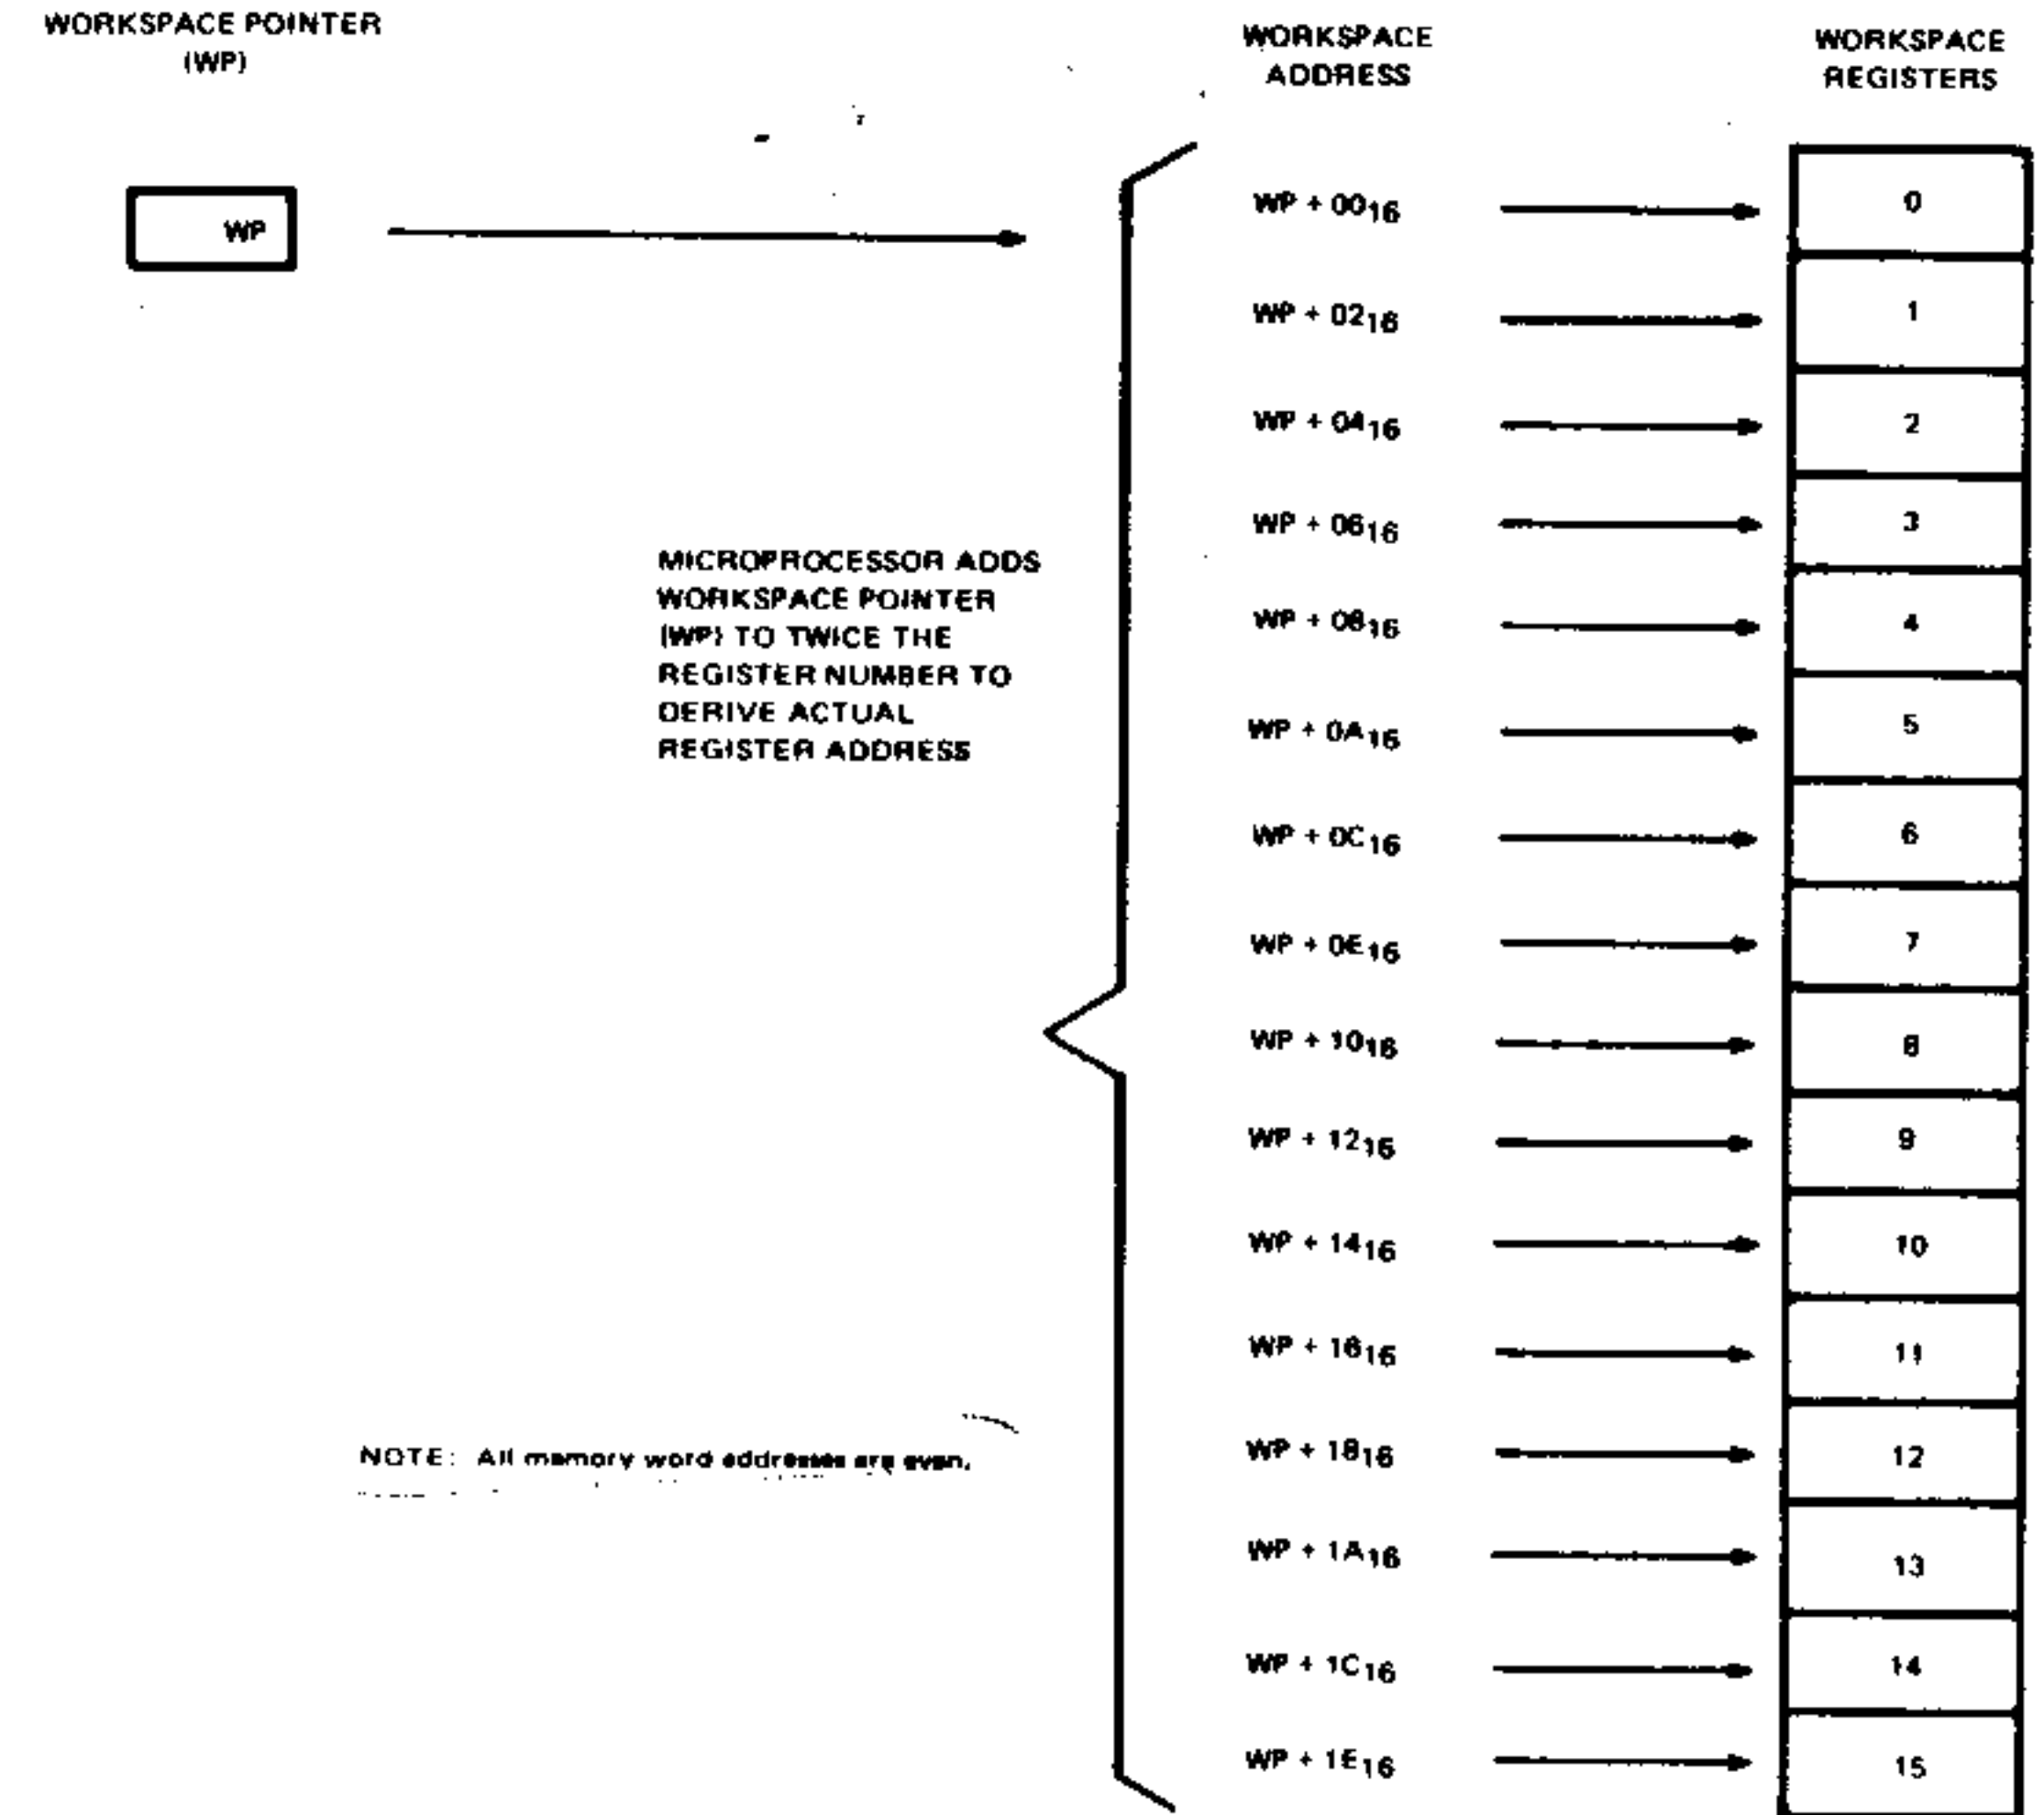 WORKSPACE POINTER
(WP)
WORKSPACE
ADDRESS
WORKSPACE
REGISTERS
WP
WP + 00₁₆
0
WP + 02₁₆
1
WP + 04₁₆
2
WP + 06₁₆
3
WP + 08₁₆
4
WP + 0A₁₆
5
WP + 0C₁₆
6
WP + 0E₁₆
7
WP + 10₁₆
8
WP + 12₁₆
9
WP + 14₁₆
10
WP + 16₁₆
11
WP + 18₁₆
12
WP + 1A₁₆
13
WP + 1C₁₆
14
WP + 1E₁₆
15
MICROPROCESSOR ADDS
WORKSPACE POINTER
(WP) TO TWICE THE
REGISTER NUMBER TO
DERIVE ACTUAL
REGISTER ADDRESS
NOTE: All memory word addresses are even.